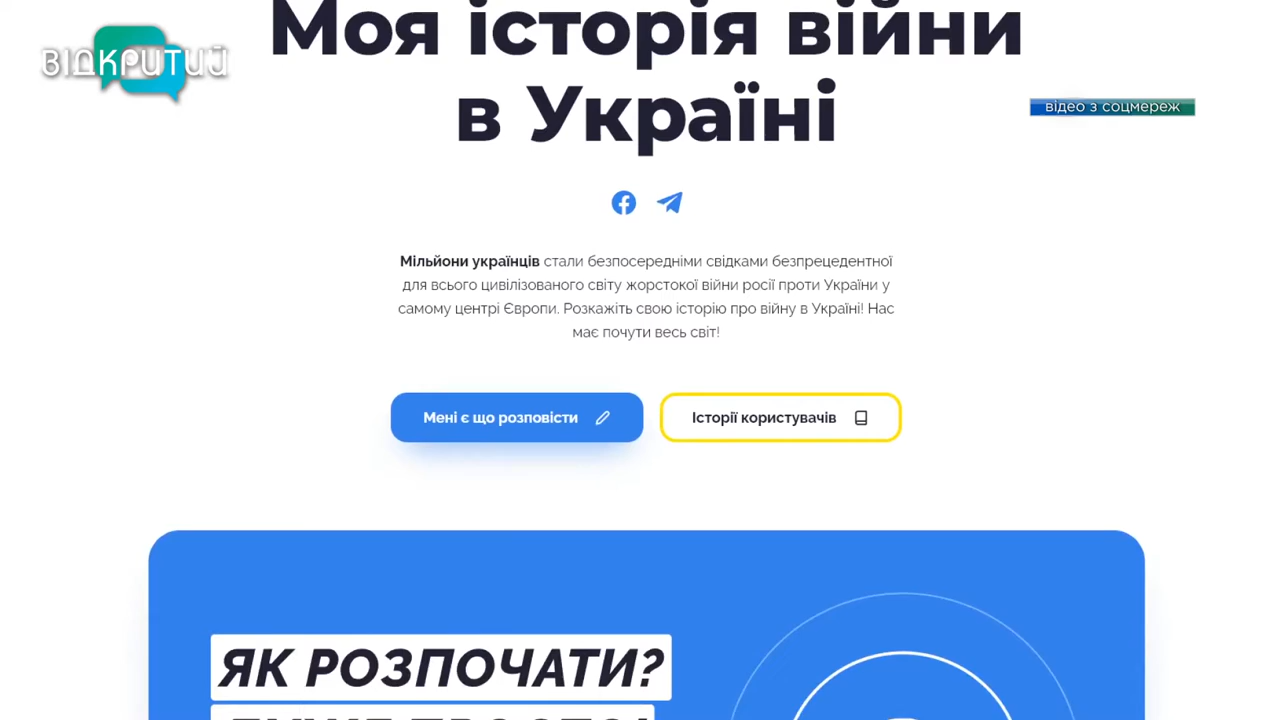 Моя історія війни
в Україні
ВІДКРИТИЙ
відео з соцмереж
Мільйони українців стали безпосередніми свідками безпрецедентної
для всього цивілізованого світу жорстокої війни росії проти України у
самому центрі Європи. Розкажіть свою історію про війну в Україні! Нас
має почути весь світ!
Мені є що розповісти
Історії користувачів
ЯК РОЗПОЧАТИ?